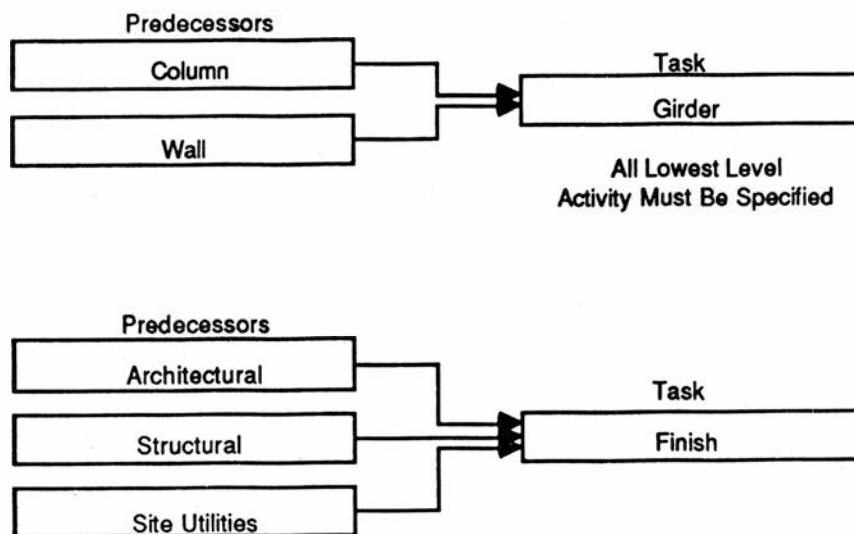 Predecessors
Column
Wall
Task
Girder
All Lowest Level
Activity Must Be Specified
Predecessors
Architectural
Structural
Site Utilities
Task
Finish